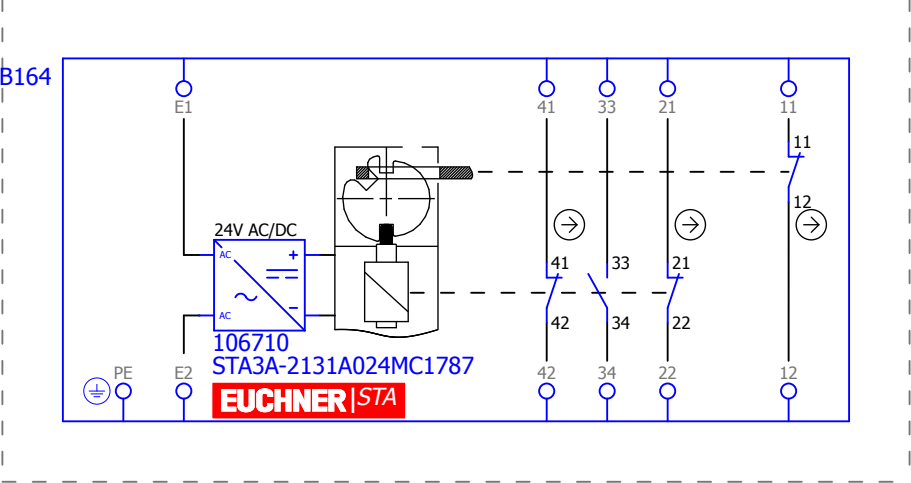 B164
E1
41
33
21
11
11
12
24V AC/DC
AC
+
AC
−
41
33
21
42
34
22
106710
STA3A-2131A024MC1787
EUCHNER|STA
PE
E2
42
34
22
12